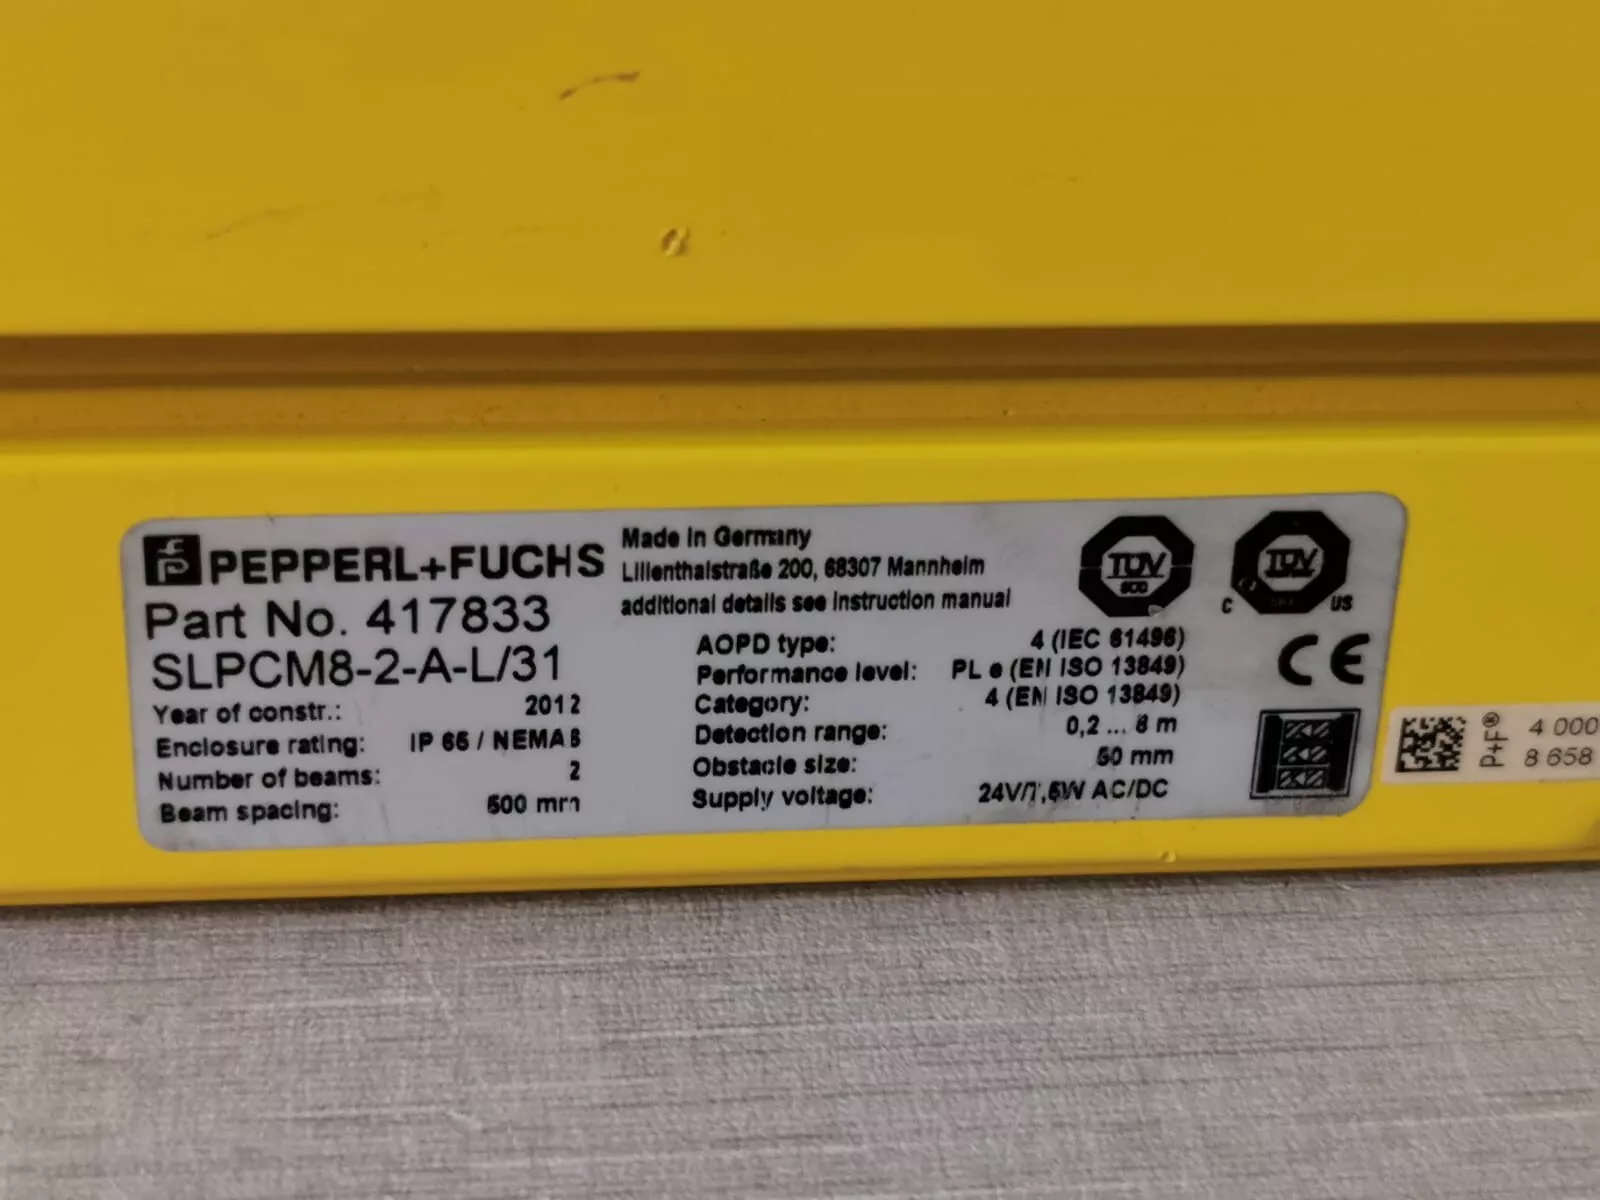 PEPPERL+FUCHS
Made in Germany
Lilienthalstraße 200, 68307 Mannheim
additional details see instruction manual
Part No. 417833
SLPCM8-2-A-L/31
Year of constr.: 2012
Enclosure rating: IP 65 / NEMA
Number of beams: 2
Beam spacing: 500 mm
AOPD type: 4 (IEC 61496)
Performance level: PL e (EN ISO 13849)
Category: 4 (EN ISO 13849)
Detection range: 0,2 ... 8 m
Obstacle size: 50 mm
Supply voltage: AC/DC
TÜV
TÜV
C US
CE
P+F®
4 000
8 658